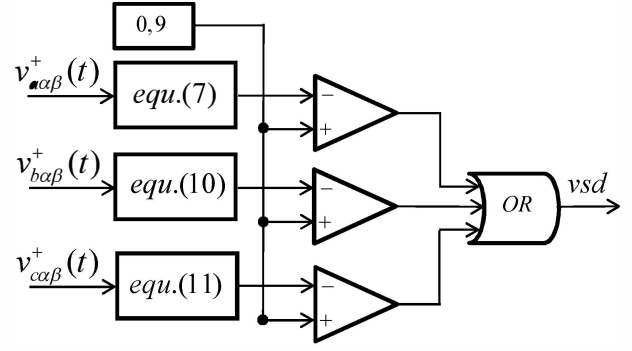 0,9
v⁺aαβ(t)
equ.(7)
−
+
v⁺bαβ(t)
equ.(10)
−
+
OR
vsd
v⁺cαβ(t)
equ.(11)
−
+